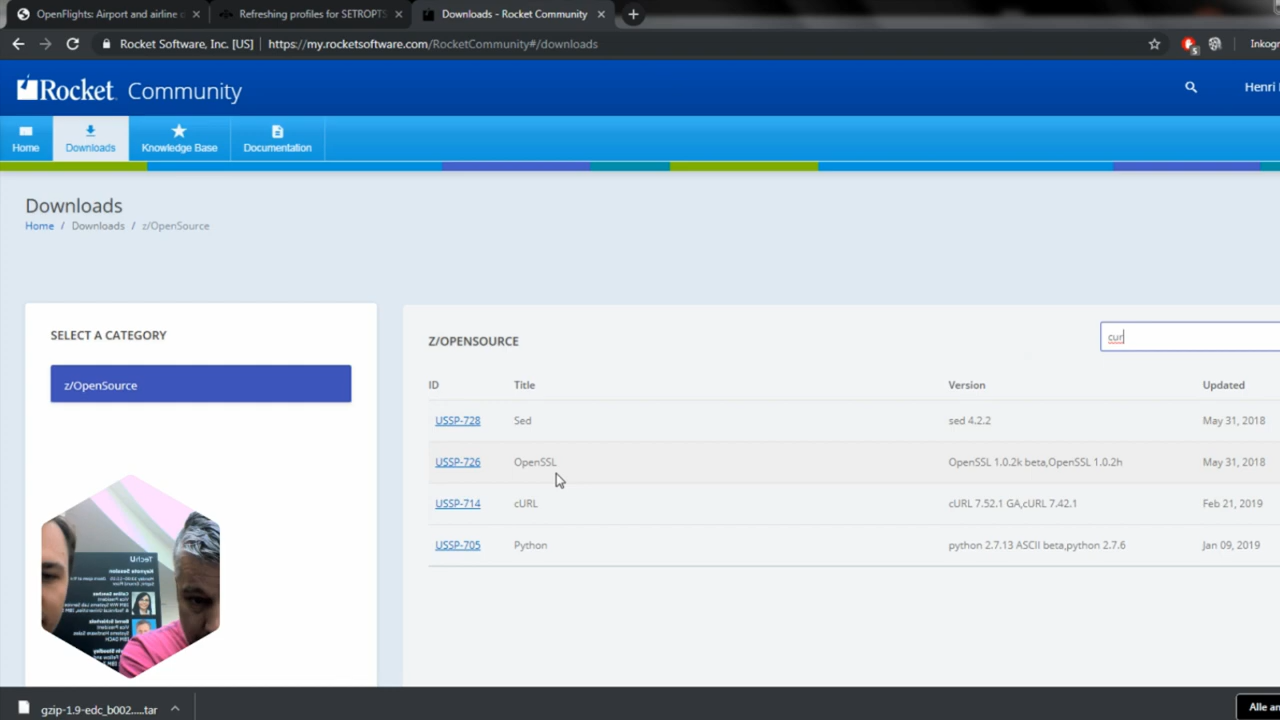 OpenFlights: Airport and airline
Refreshing profiles for SETROPTS
Downloads - Rocket Community
Rocket Software, Inc. [US]
https://my.rocketsoftware.com/RocketCommunity#/downloads
Inkog
Rocket Community
Henri
Home
Downloads
Knowledge Base
Documentation
Downloads
Home / Downloads / z/OpenSource
SELECT A CATEGORY
z/OpenSource
Z/OPENSOURCE
cur
ID Title Version Updated
USSP-728 Sed sed 4.2.2 May 31, 2018
USSP-726 OpenSSL OpenSSL 1.0.2k beta,OpenSSL 1.0.2h May 31, 2018
USSP-714 cURL cURL 7.52.1 GA,cURL 7.42.1 Feb 21, 2019
USSP-705 Python python 2.7.13 ASCII beta,python 2.7.6 Jan 09, 2019
TechU
Keynote Session
gzip-1.9-edc_b002.....tar
Alle an